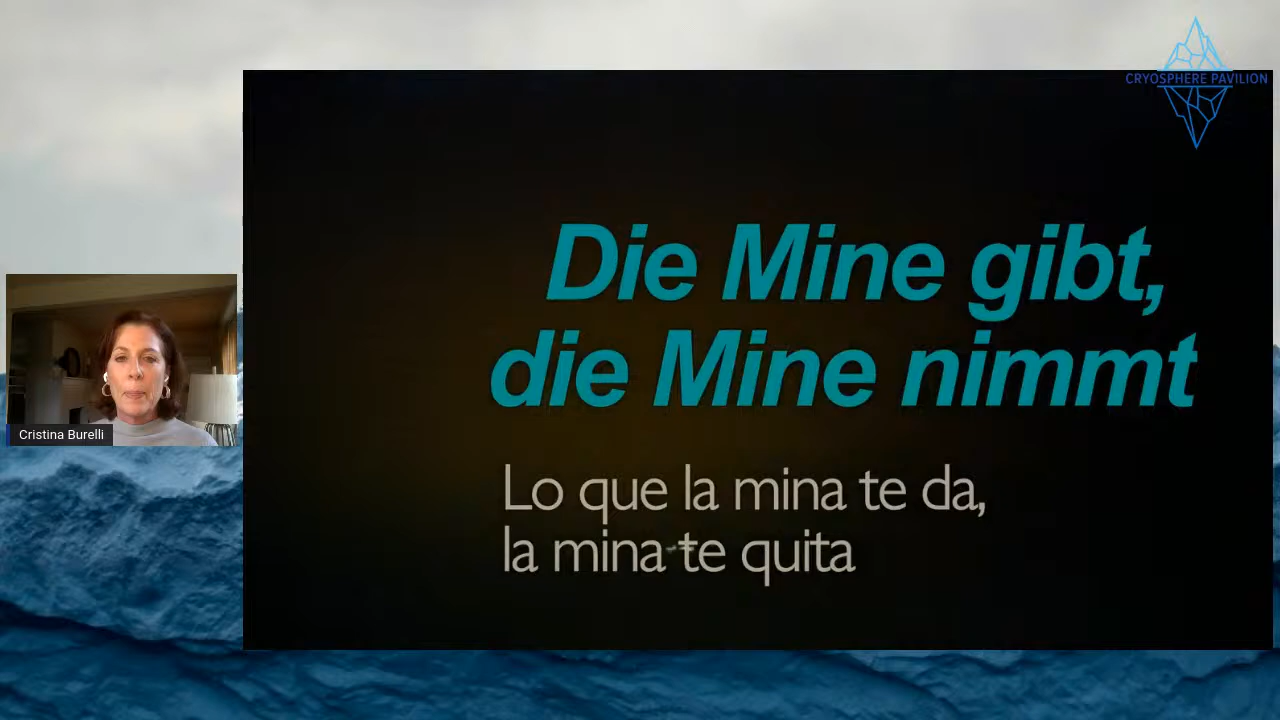 CRYOSPHERE PAVILION
Die Mine gibt,
die Mine nimmt
Lo que la mina te da,
la mina te quita
Cristina Burelli